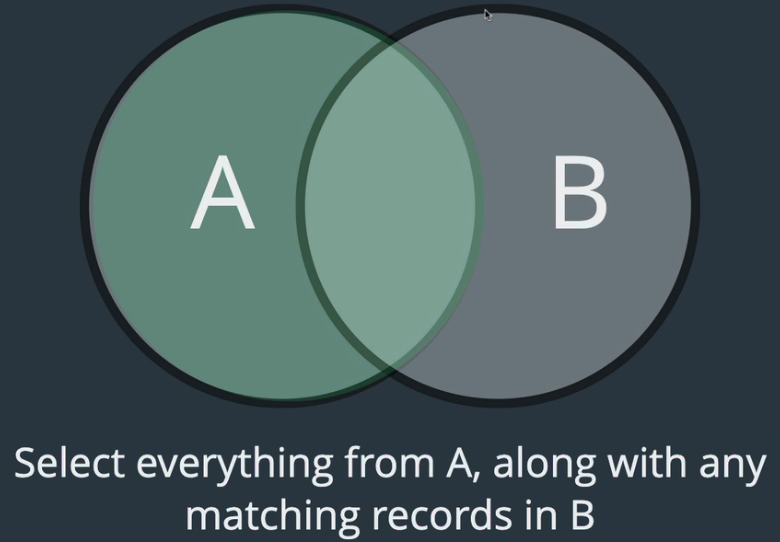 A
B
Select everything from A, along with any
matching records in B